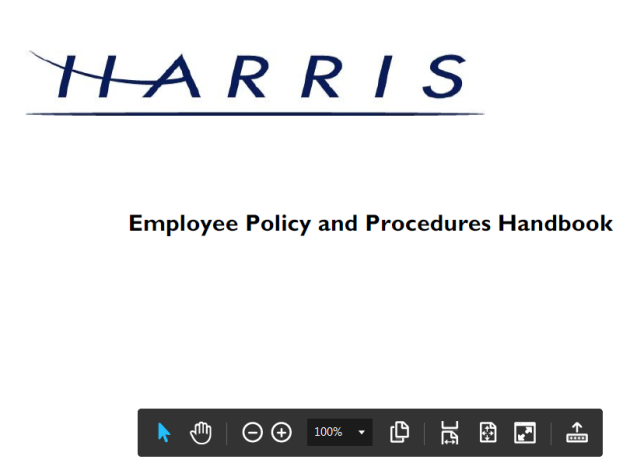 HARRIS
Employee Policy and Procedures Handbook
100%